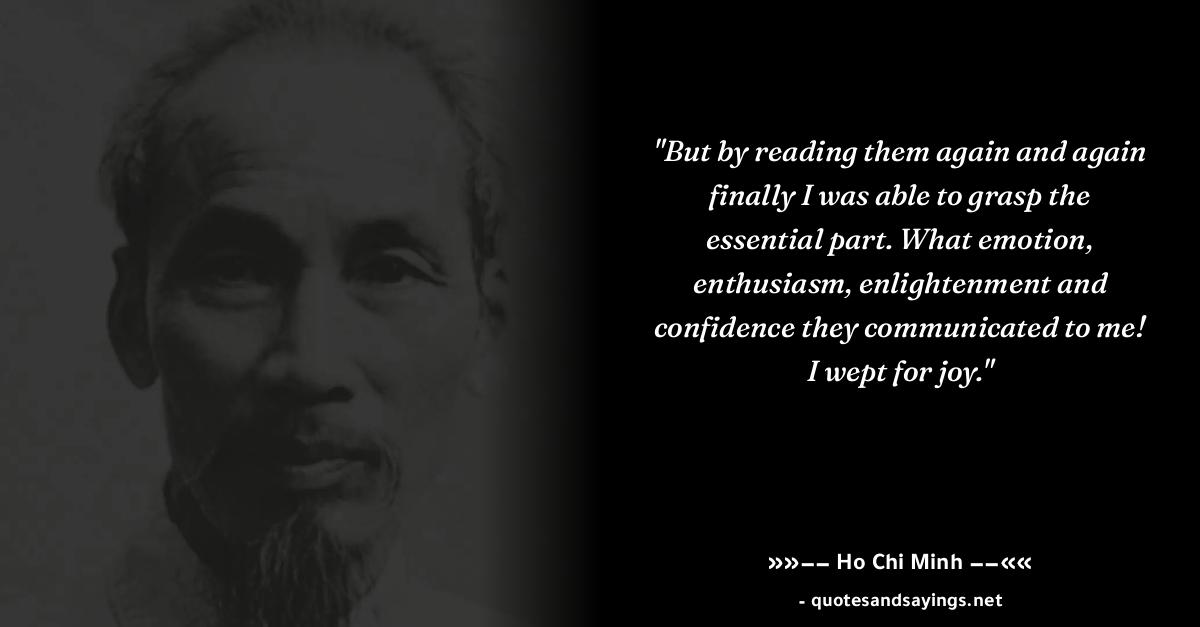 "But by reading them again and again
finally I was able to grasp the
essential part. What emotion,
enthusiasm, enlightenment and
confidence they communicated to me!
I wept for joy."
»»–– Ho Chi Minh ––««
- quotesandsayings.net